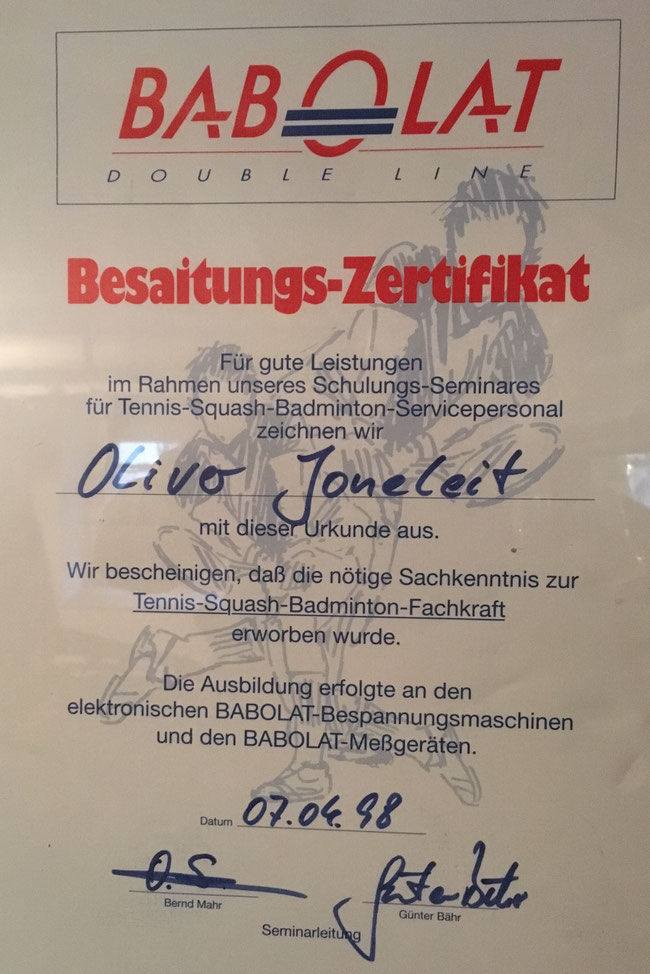 BABOLAT
DOUBLE LINE
Besaitungs-Zertifikat
Für gute Leistungen
im Rahmen unseres Schulungs-Seminares
für Tennis-Squash-Badminton-Servicepersonal
zeichnen wir
Olivo Joneleit
mit dieser Urkunde aus.
Wir bescheinigen, daß die nötige Sachkenntnis zur
Tennis-Squash-Badminton-Fachkraft
erworben wurde.
Die Ausbildung erfolgte an den
elektronischen BABOLAT-Bespannungsmaschinen
und den BABOLAT-Meßgeräten.
Datum 07.04.98
O.S. Günter Bähr
Bernd Mahr Günter Bähr
Seminarleitung